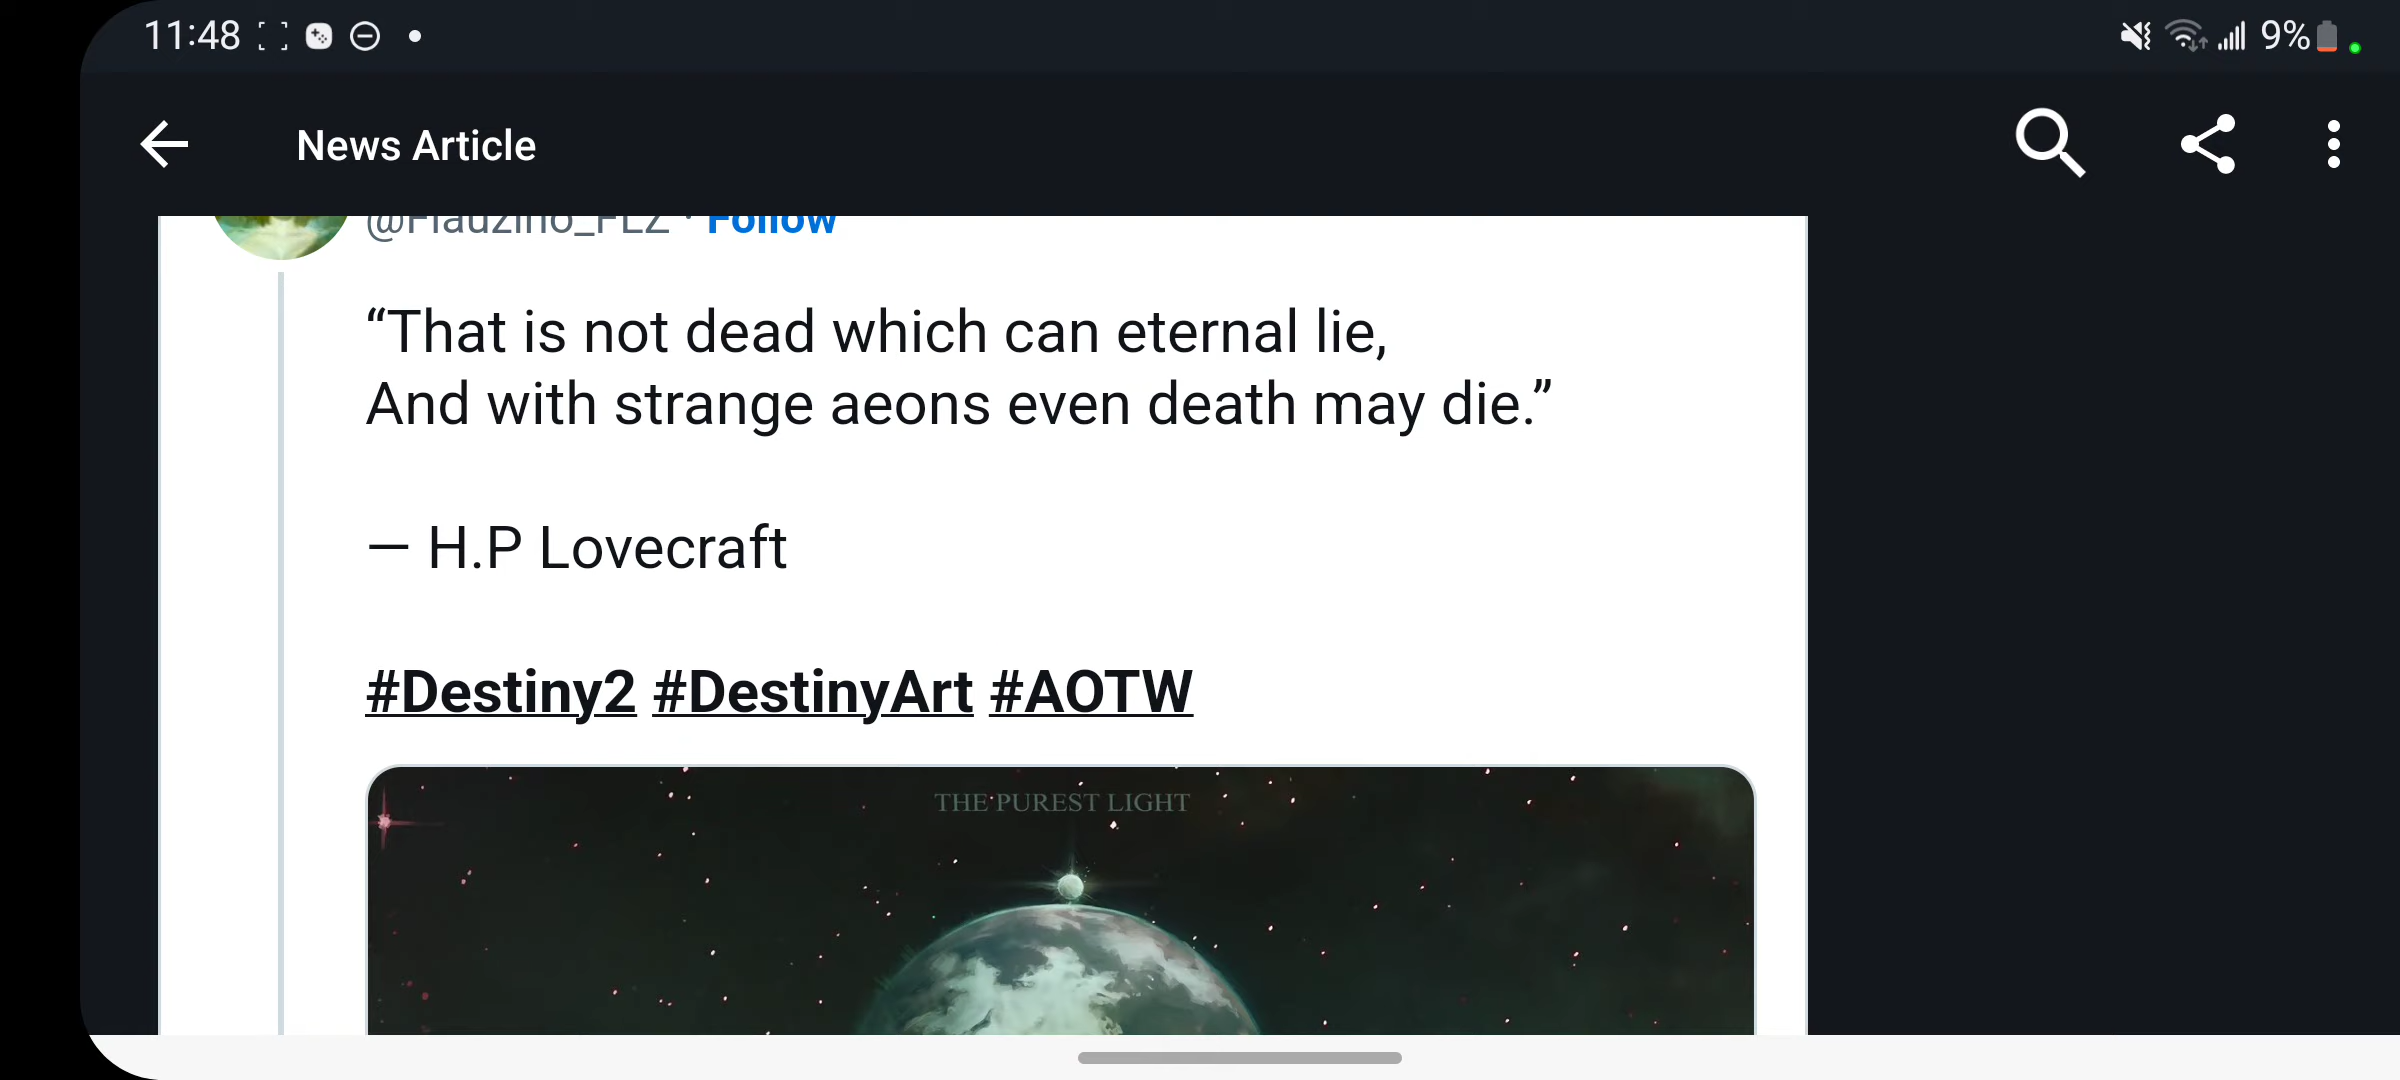 11:48
9%
News Article
@Flauzino_FLZ · Follow
“That is not dead which can eternal lie,
And with strange aeons even death may die.”
— H.P Lovecraft
#Destiny2 #DestinyArt #AOTW
THE PUREST LIGHT